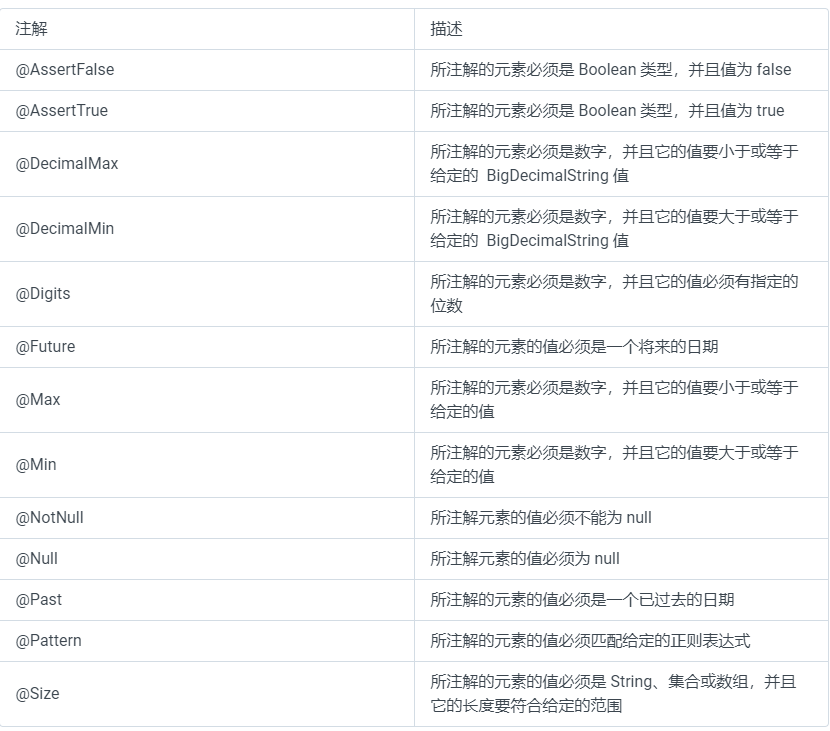 注解
描述
@AssertFalse
所注解的元素必须是 Boolean 类型，并且值为 false
@AssertTrue
所注解的元素必须是 Boolean 类型，并且值为 true
@DecimalMax
所注解的元素必须是数字，并且它的值要小于或等于
给定的 BigDecimalString 值
@DecimalMin
所注解的元素必须是数字，并且它的值要大于或等于
给定的 BigDecimalString 值
@Digits
所注解的元素必须是数字，并且它的值必须有指定的
位数
@Future
所注解的元素的值必须是一个将来的日期
@Max
所注解的元素必须是数字，并且它的值要小于或等于
给定的值
@Min
所注解的元素必须是数字，并且它的值要大于或等于
给定的值
@NotNull
所注解元素的值必须不能为 null
@Null
所注解元素的值必须为 null
@Past
所注解的元素的值必须是一个已过去的日期
@Pattern
所注解的元素的值必须匹配给定的正则表达式
@Size
所注解的元素的值必须是 String、集合或数组，并且
它的长度要符合给定的范围